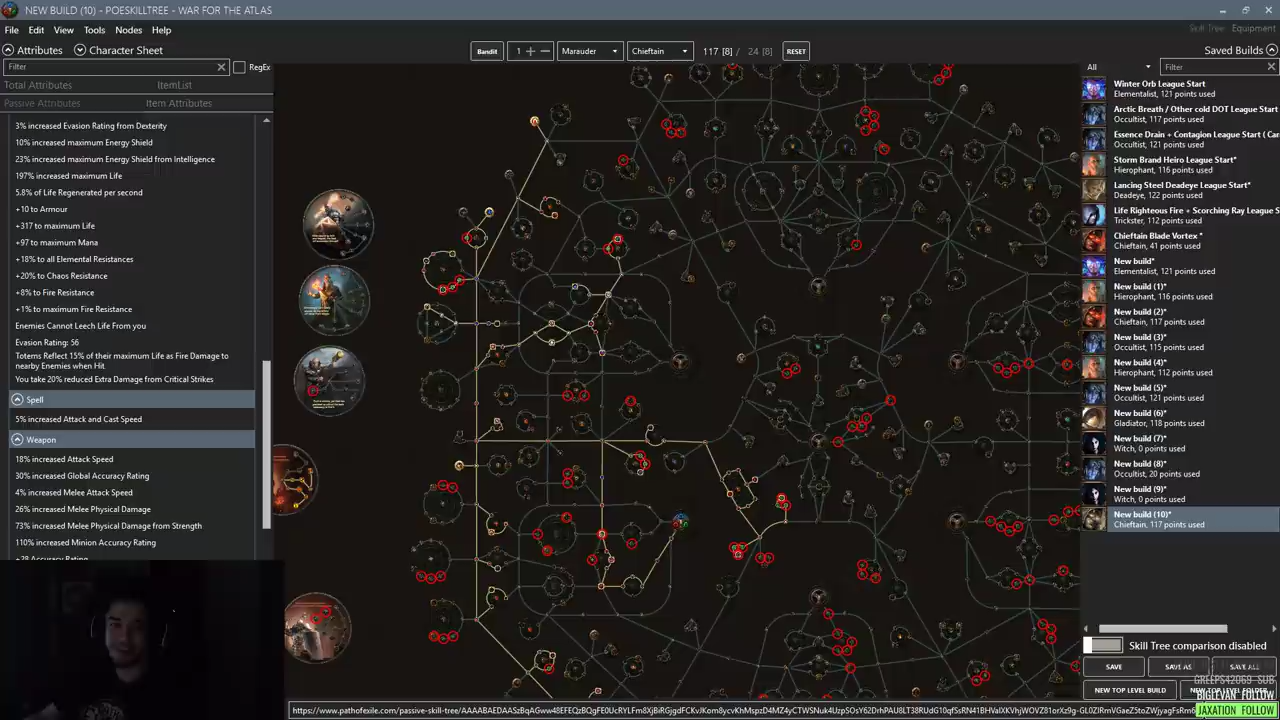 NEW BUILD (10) - POESKILLTREE - WAR FOR THE ATLAS
File Edit View Tools Nodes Help
Skill Tree Equipment
Attributes Character Sheet
Bandit 1 + − Marauder Chieftain 117 [8] / 24 [8] RESET
Saved Builds
Filter RegEx
All Filter
Total Attributes ItemList
Passive Attributes Item Attributes
3% increased Evasion Rating from Dexterity
10% increased maximum Energy Shield
23% increased maximum Energy Shield from Intelligence
197% increased maximum Life
5.8% of Life Regenerated per second
+10 to Armour
+317 to maximum Life
+97 to maximum Mana
+18% to all Elemental Resistances
+20% to Chaos Resistance
+8% to Fire Resistance
+1% to maximum Fire Resistance
Enemies Cannot Leech Life From you
Evasion Rating: 56
Totems Reflect 15% of their maximum Life as Fire Damage to
nearby Enemies when Hit
You take 20% reduced Extra Damage from Critical Strikes
Spell
5% increased Attack and Cast Speed
Weapon
18% increased Attack Speed
30% increased Global Accuracy Rating
4% increased Melee Attack Speed
26% increased Melee Physical Damage
73% increased Melee Physical Damage from Strength
110% increased Minion Accuracy Rating
+28 Accuracy Rating
Winter Orb League Start
Elementalist, 121 points used
Arctic Breath / Other cold DOT League Start
Occultist, 117 points used
Essence Drain + Contagion League Start ( Can
Occultist, 121 points used
Storm Brand Heiro League Start*
Hierophant, 116 points used
Lancing Steel Deadeye League Start*
Deadeye, 122 points used
Life Righteous Fire + Scorching Ray League S
Trickster, 112 points used
Chieftain Blade Vortex *
Chieftain, 41 points used
New build*
Elementalist, 121 points used
New build (1)*
Hierophant, 116 points used
New build (2)*
Chieftain, 117 points used
New build (3)*
Occultist, 115 points used
New build (4)*
Hierophant, 112 points used
New build (5)*
Occultist, 121 points used
New build (6)*
Gladiator, 118 points used
New build (7)*
Witch, 0 points used
New build (8)*
Occultist, 20 points used
New build (9)*
Witch, 0 points used
New build (10)*
Chieftain, 117 points used
Skill Tree comparison disabled
SAVE SAVE AS SAVE ALL
GREEPS42069 SUB
NEW TOP LEVEL BUILD
BIGLEVAN FOLLOW
JAXATION FOLLOW